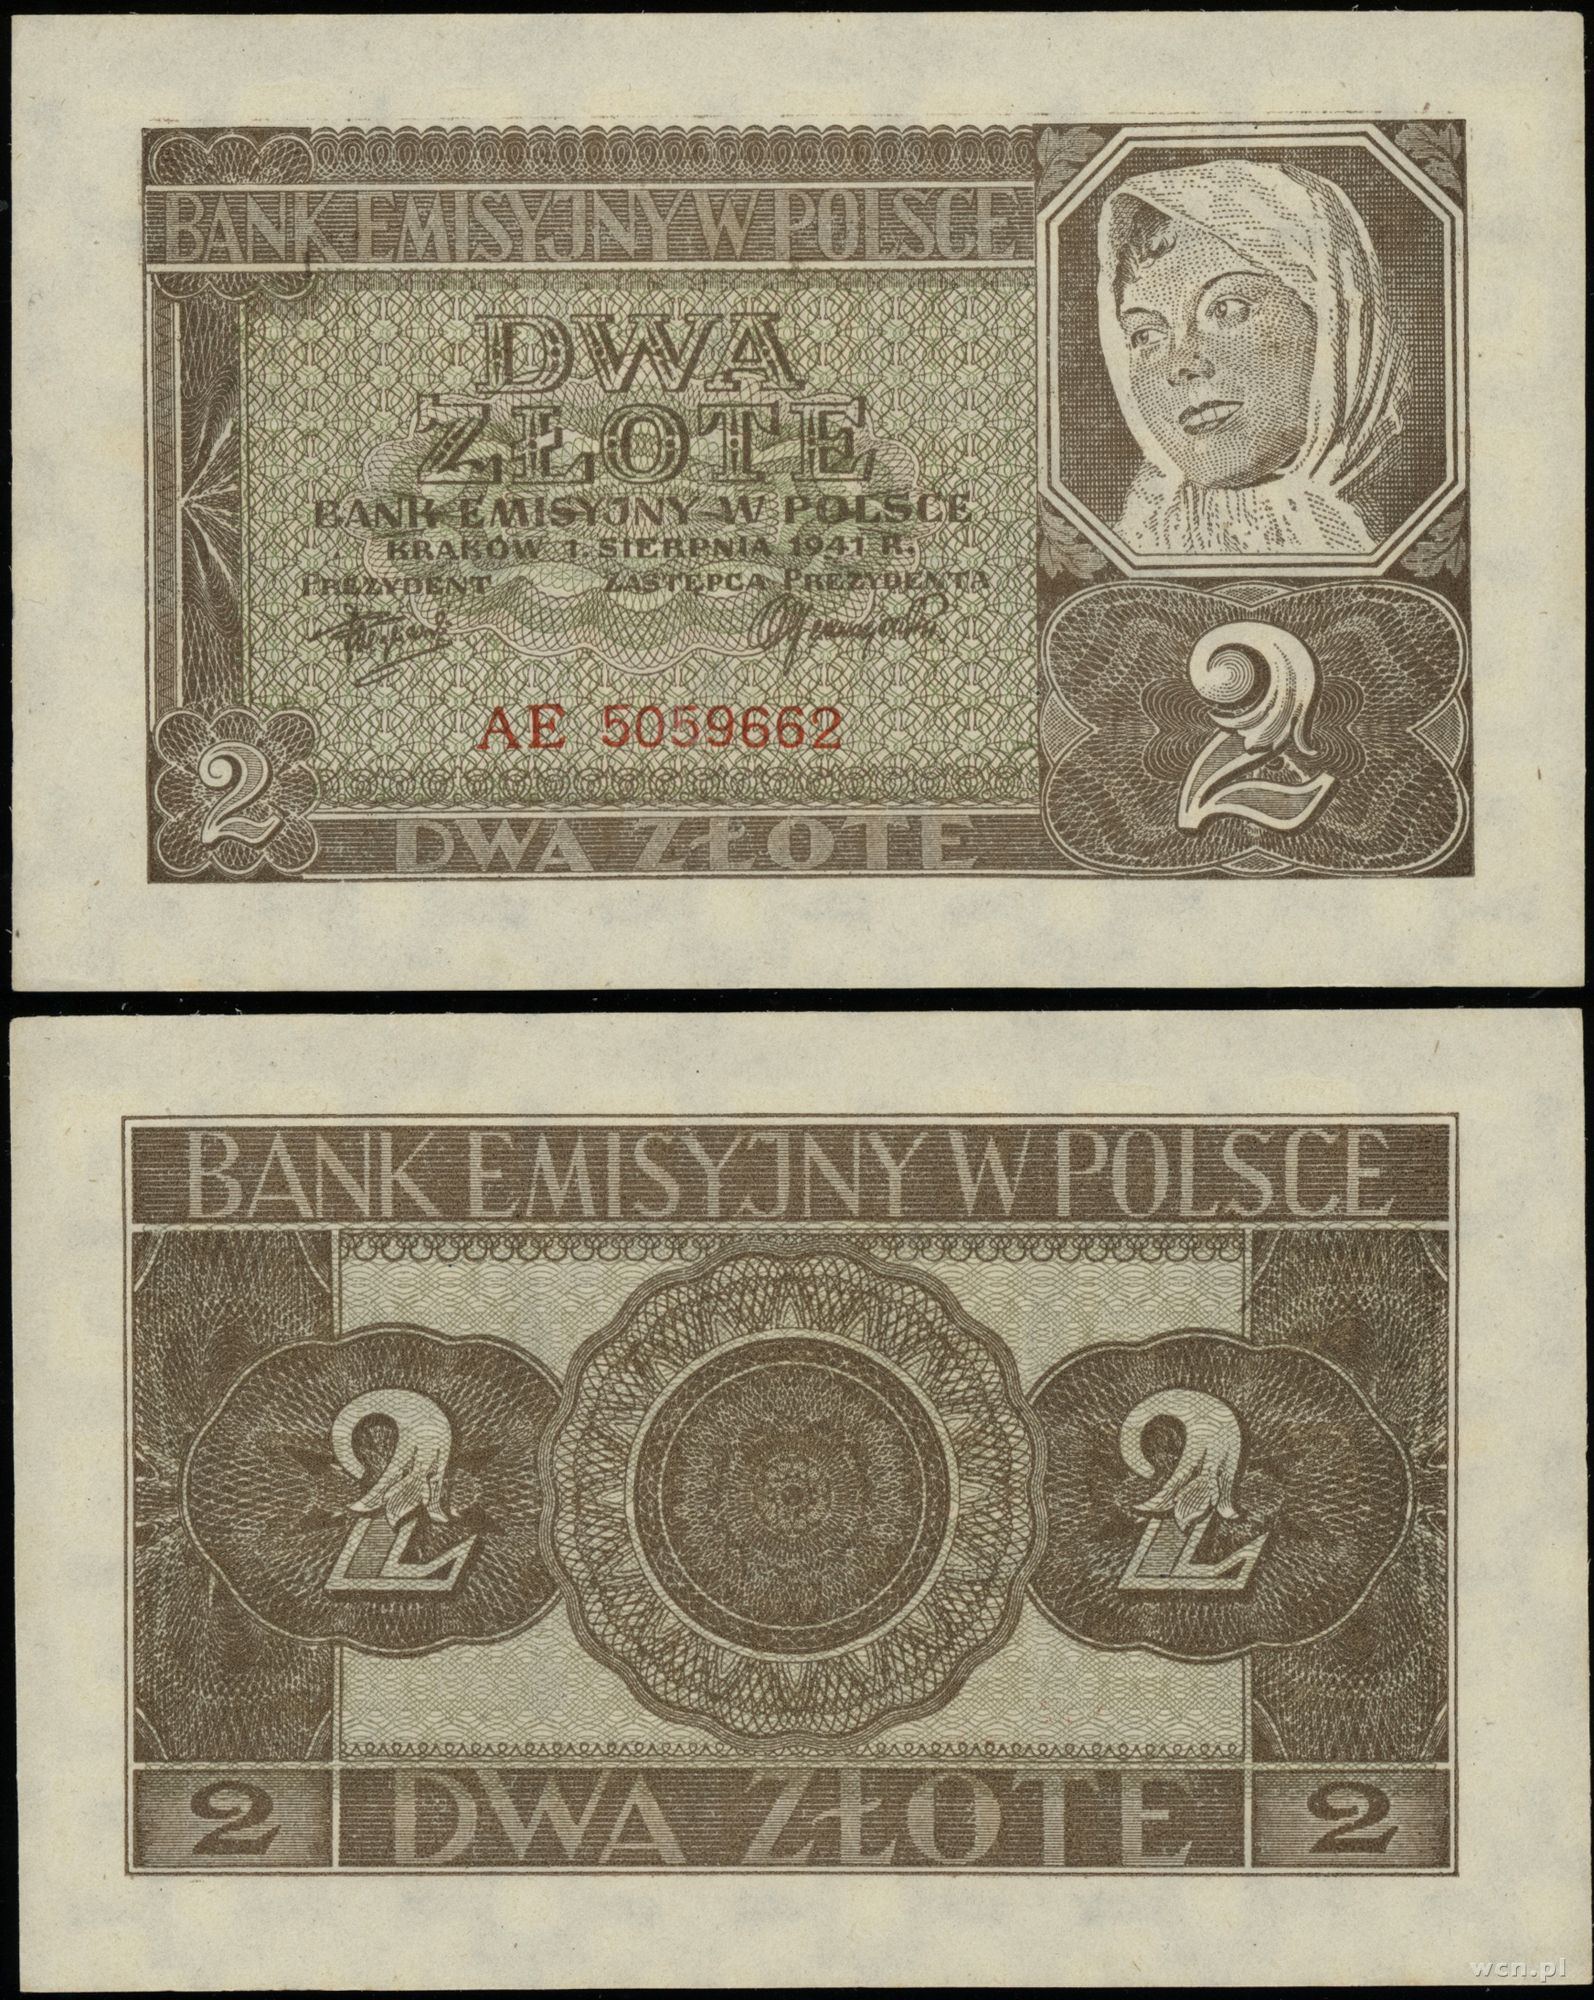 BANK EMISYJNY W POLSCE
DWA
ZŁOTE
BANK EMISYJNY W POLSCE
KRAKÓW 1. SIERPNIA 1941 R.
PREZYDENT ZASTĘPCA PREZYDENTA
AE 5059662
2
2
DWA ZŁOTE
BANK EMISYJNY W POLSCE
2 2
2 DWA ZŁOTE 2
wcn.pl